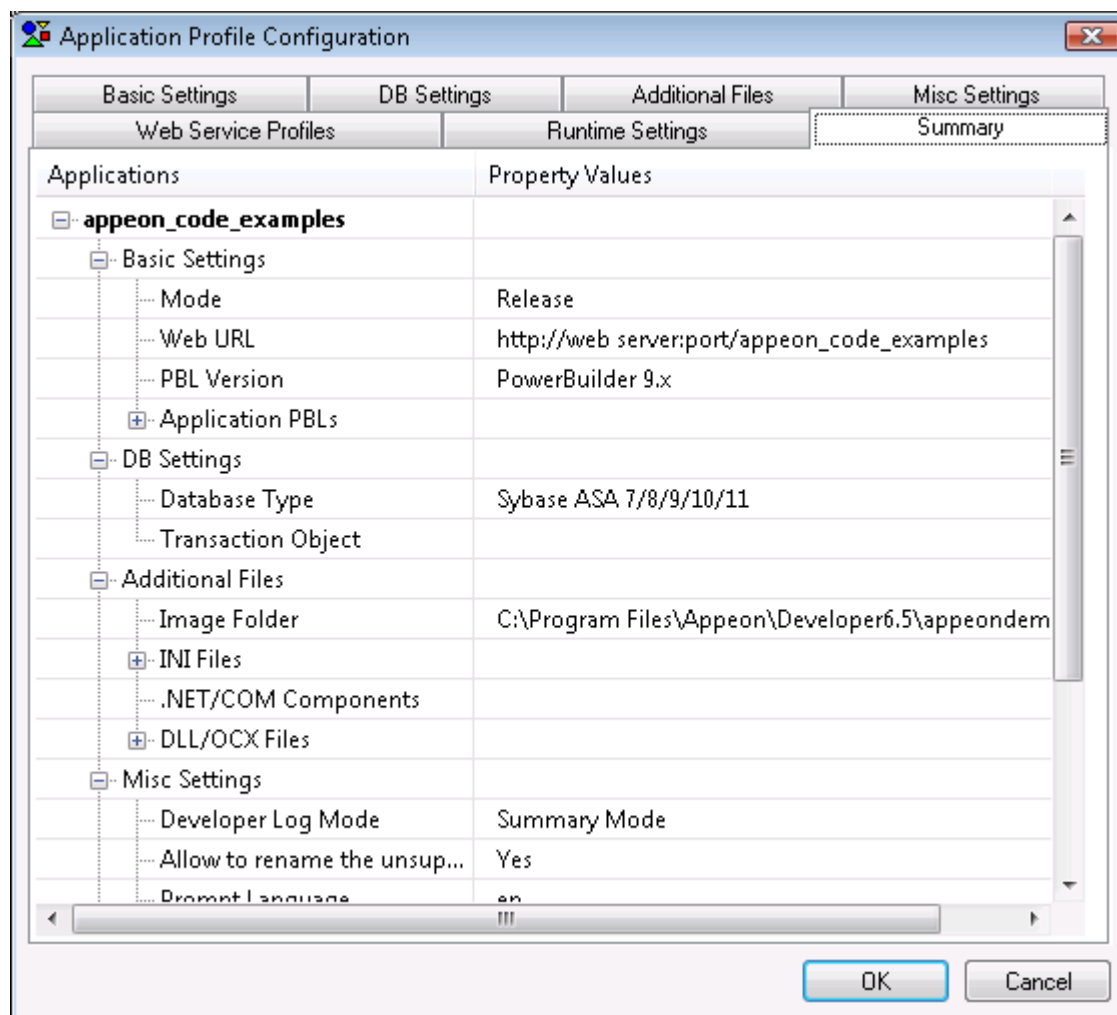 Application Profile Configuration
Basic Settings DB Settings Additional Files Misc Settings
Web Service Profiles Runtime Settings Summary
Applications Property Values
appeon_code_examples
Basic Settings
Mode Release
Web URL http://web server:port/appeon_code_examples
PBL Version PowerBuilder 9.x
Application PBLs
DB Settings
Database Type Sybase ASA 7/8/9/10/11
Transaction Object
Additional Files
Image Folder C:\Program Files\Appeon\Developer6.5\appeondem
INI Files
.NET/COM Components
DLL/OCX Files
Misc Settings
Developer Log Mode Summary Mode
Allow to rename the unsup... Yes
Prompt Language en
OK Cancel